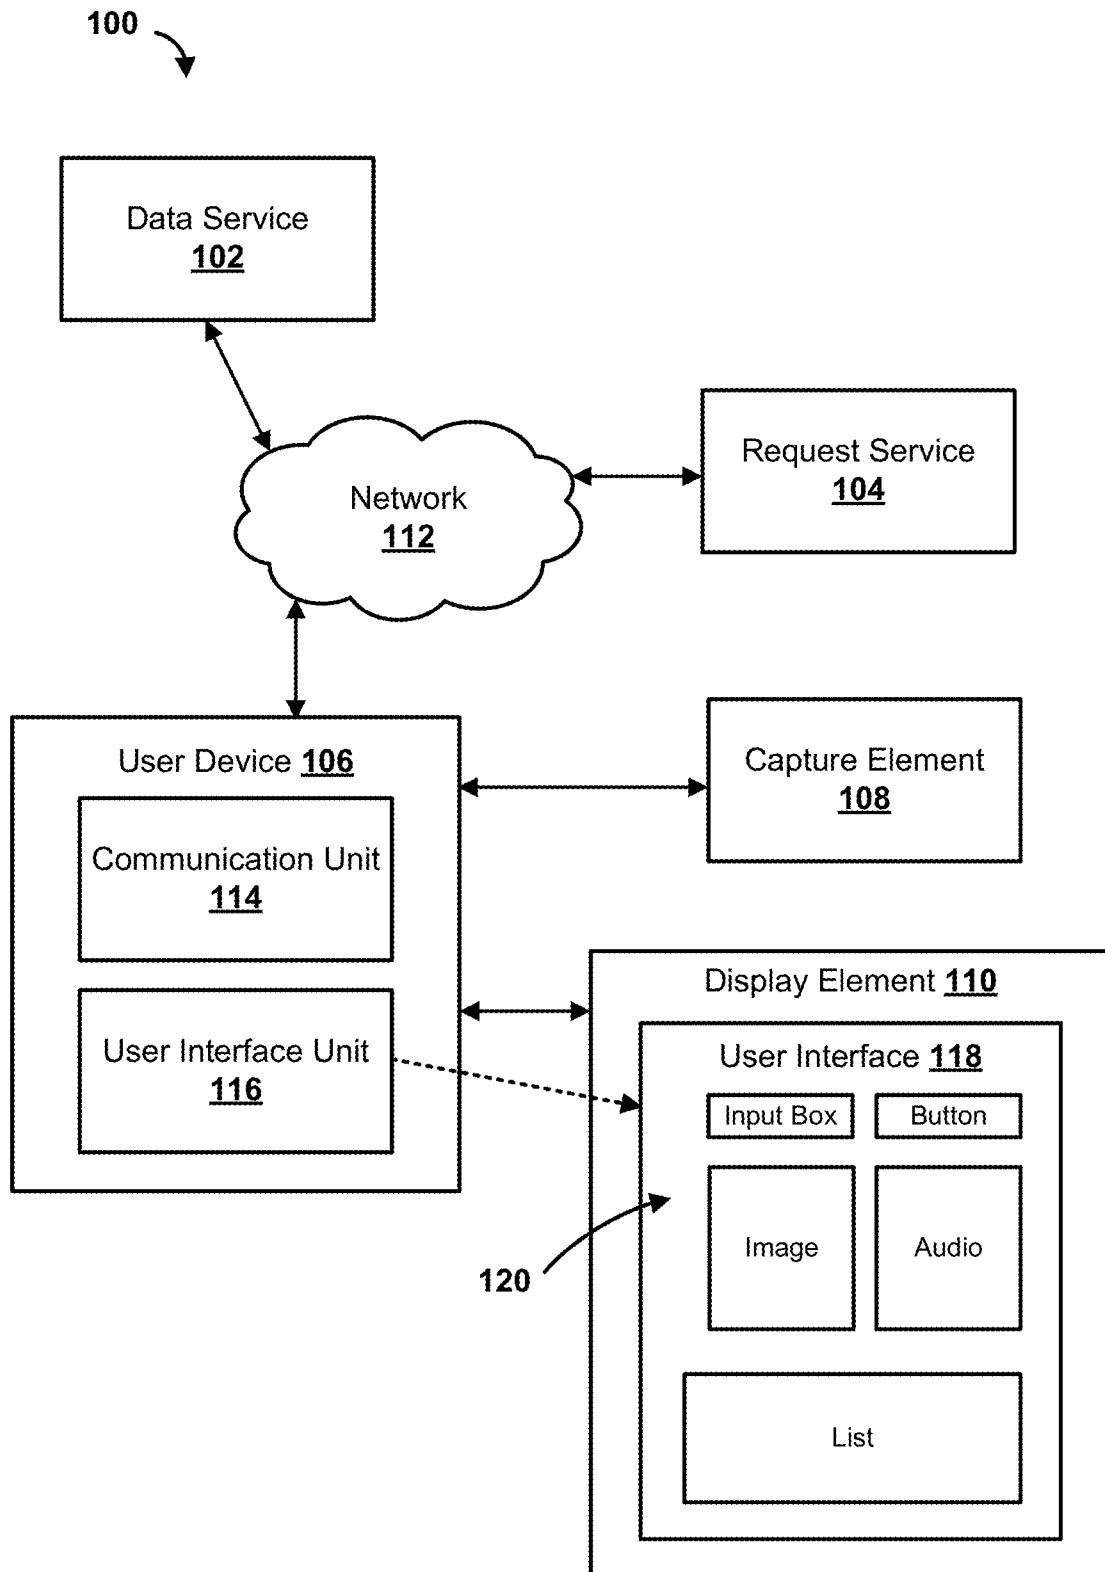 100
Data Service
102
Request Service
104
Network
112
User Device 106
Capture Element
108
Communication Unit
114
Display Element 110
User Interface Unit
116
User Interface 118
Input Box
Button
Image
Audio
120
List